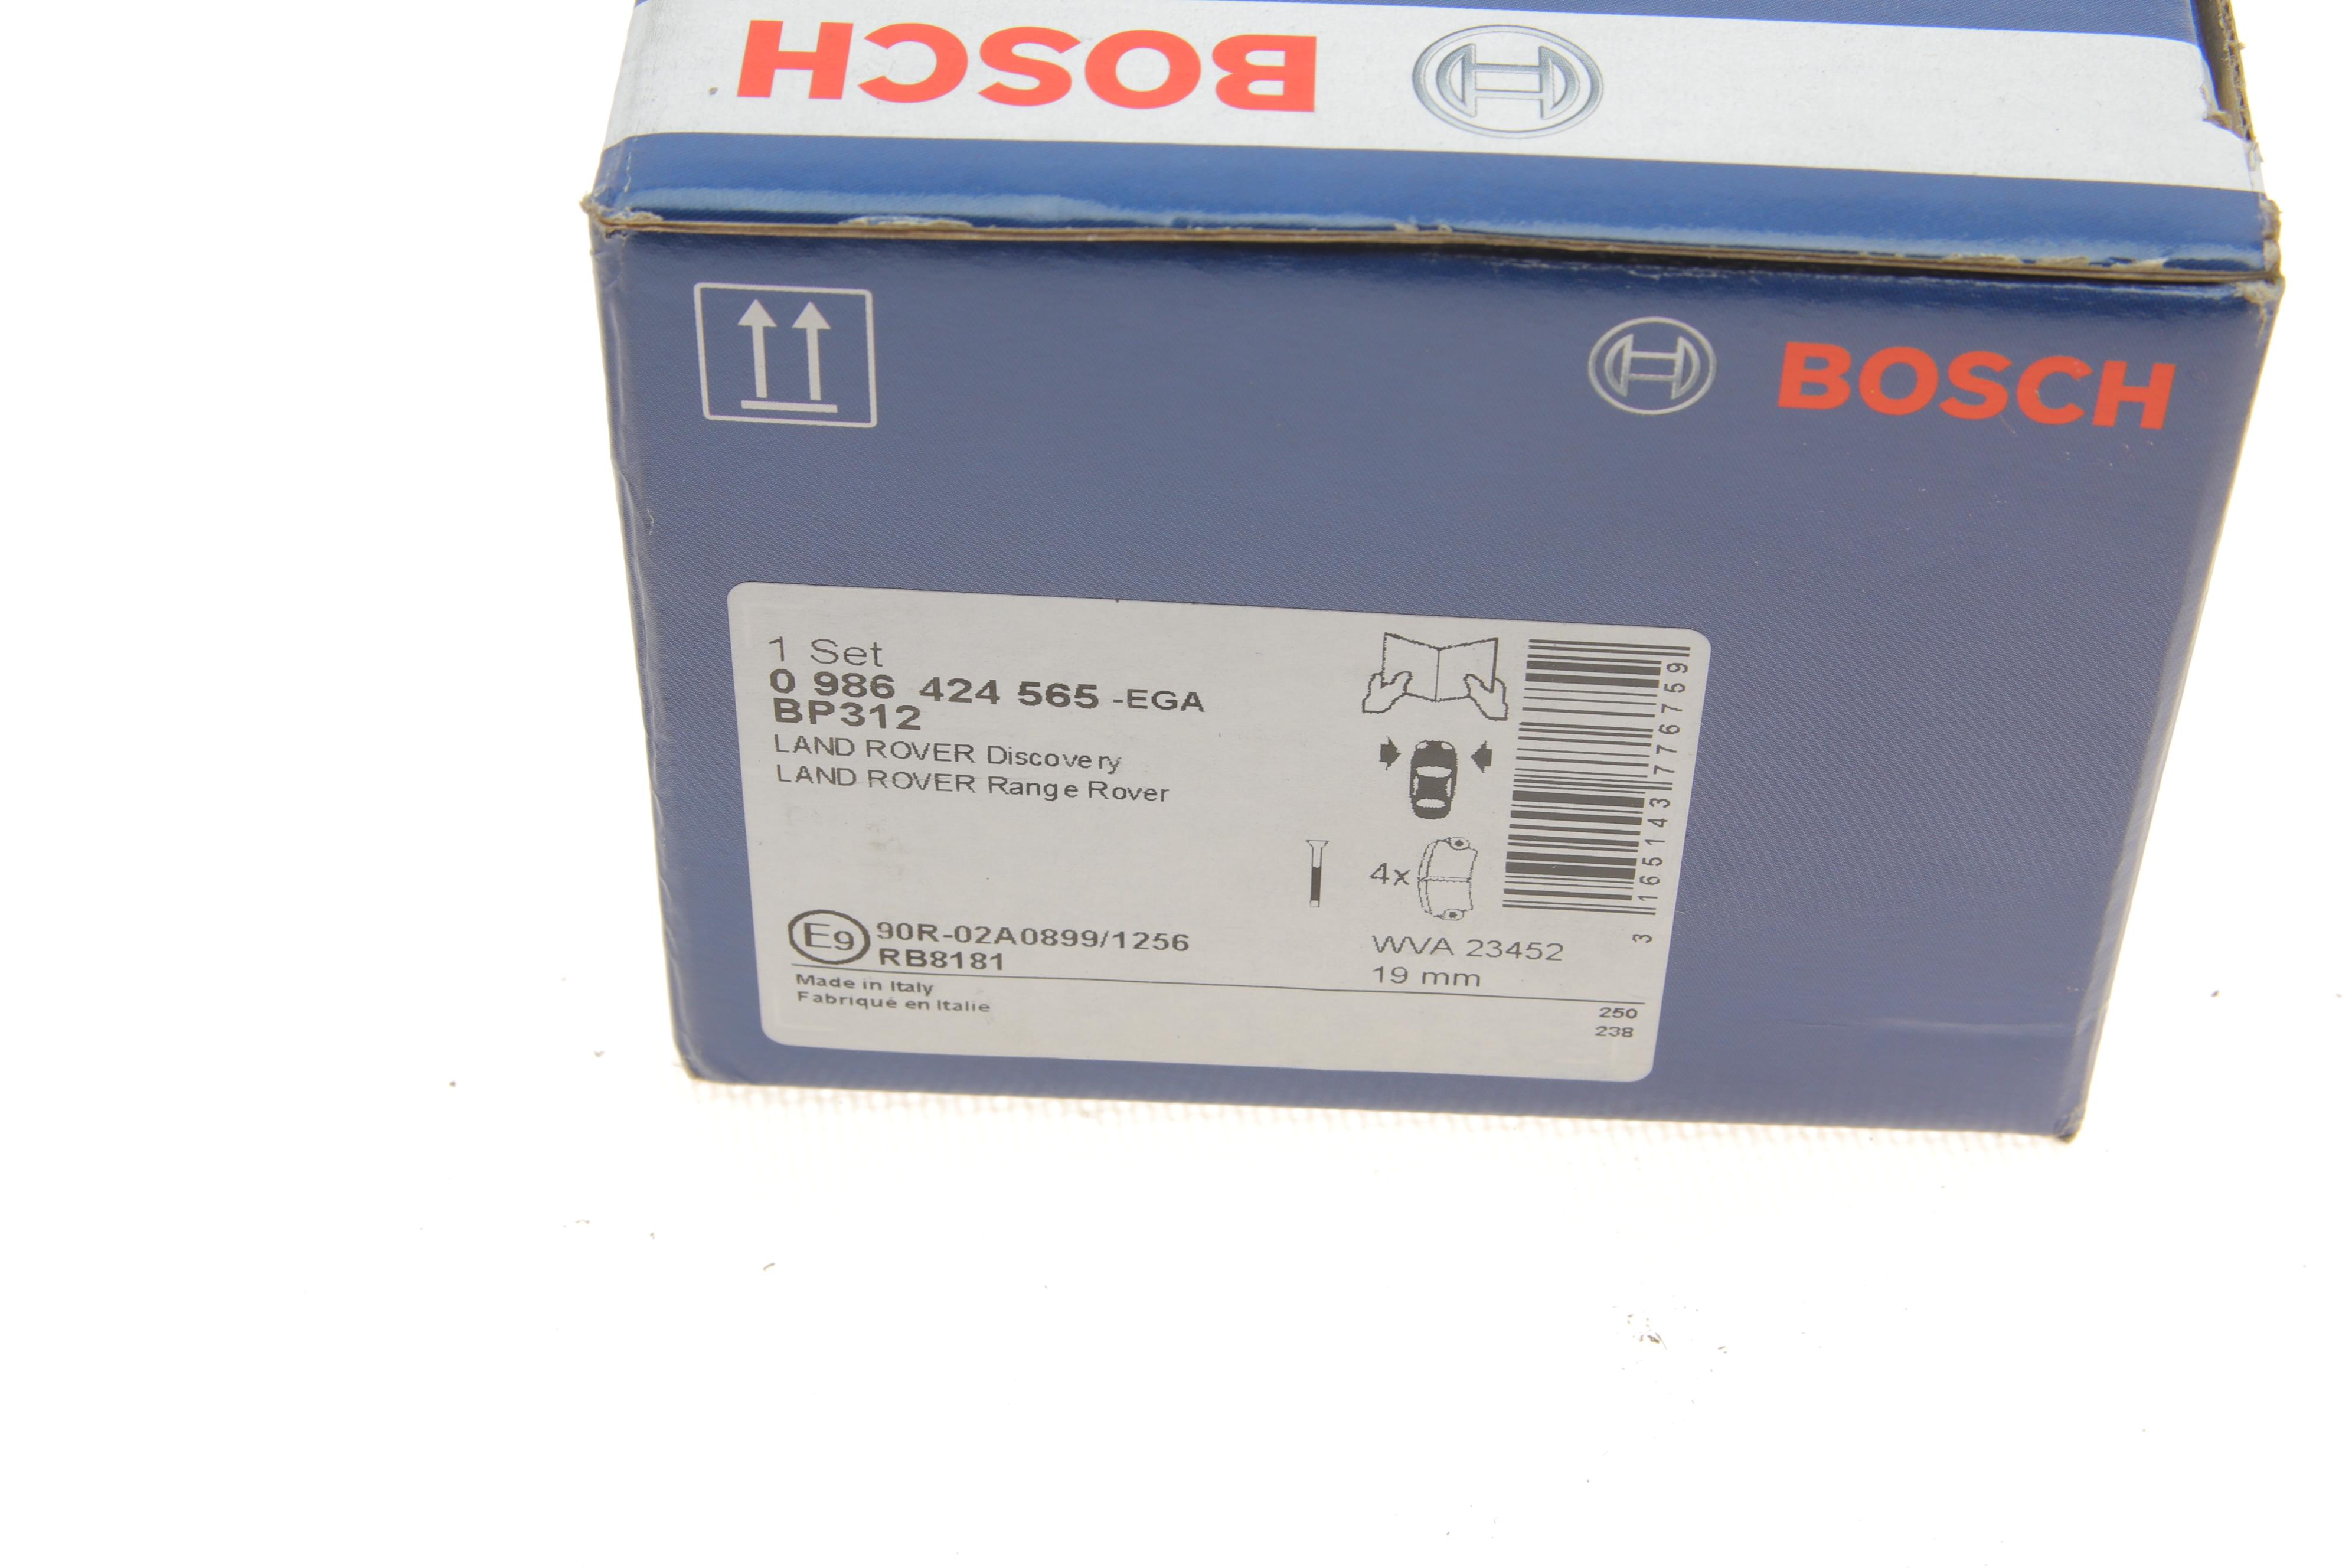 BOSCH
BOSCH
1 Set
0 986 424 565 -EGA
BP312
LAND ROVER Discovery
LAND ROVER Range Rover
4x
3 165143 776759
E9 90R-02A0899/1256
RB8181
WVA 23452
19 mm
Made in Italy
Fabriqué en Italie
250
238